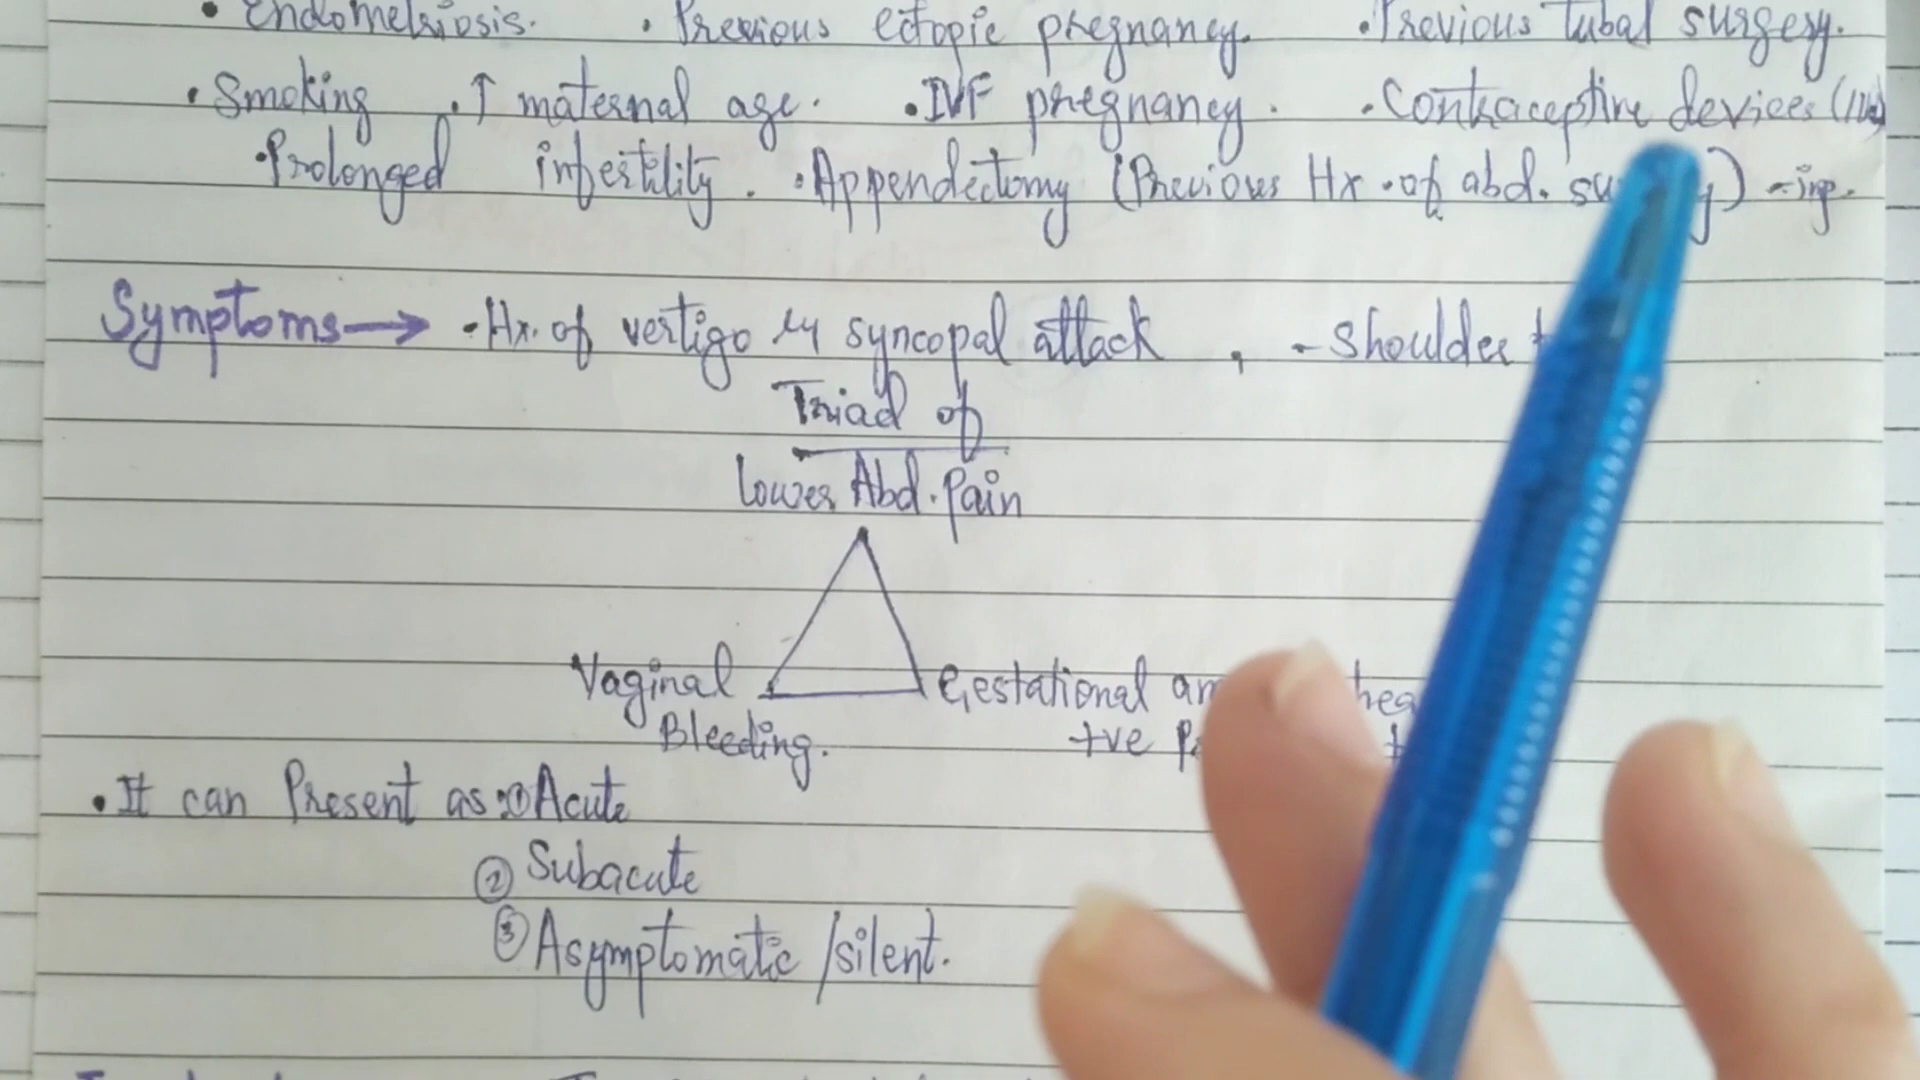 • Endometriosis. • Previous ectopic pregnancy. • Previous tubal surgery.
• Smoking • ↑ maternal age. • IVF pregnancy. • Contraceptive devices
• Prolonged infertility. • Appendectomy (Previous Hx. of abd.
Symptoms → • Hx. of vertigo syncopal attack , - Shoulder
Triad of
Lower Abd. Pain
Vaginal Gestational
Bleeding. +ve
• It can Present as: ① Acute
② Subacute
③ Asymptomatic /silent.